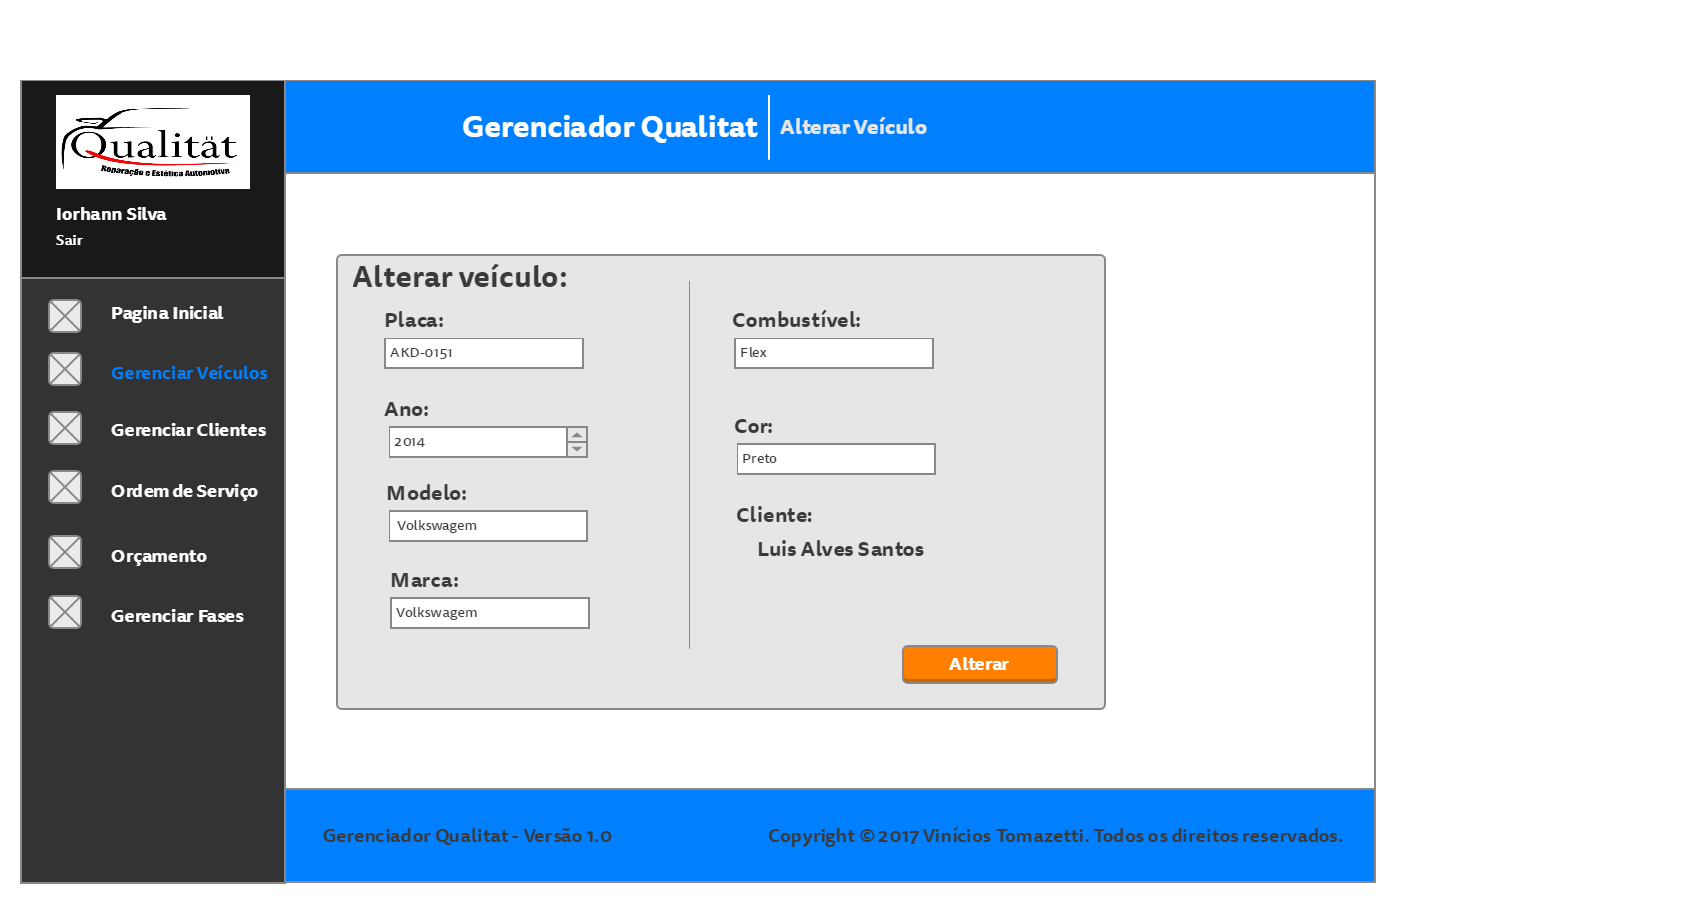 Qualität
Reparação e Estética Automotiva
Iorhann Silva
Sair
Pagina Inicial
Gerenciar Veículos
Gerenciar Clientes
Ordem de Serviço
Orçamento
Gerenciar Fases
Gerenciador Qualitat
Alterar Veículo
Alterar veículo:
Placa:
AKD-0151
Ano:
2014
Modelo:
Volkswagem
Marca:
Volkswagem
Combustível:
Flex
Cor:
Preto
Cliente:
Luis Alves Santos
Alterar
Gerenciador Qualitat - Versão 1.0
Copyright © 2017 Vinícios Tomazetti. Todos os direitos reservados.